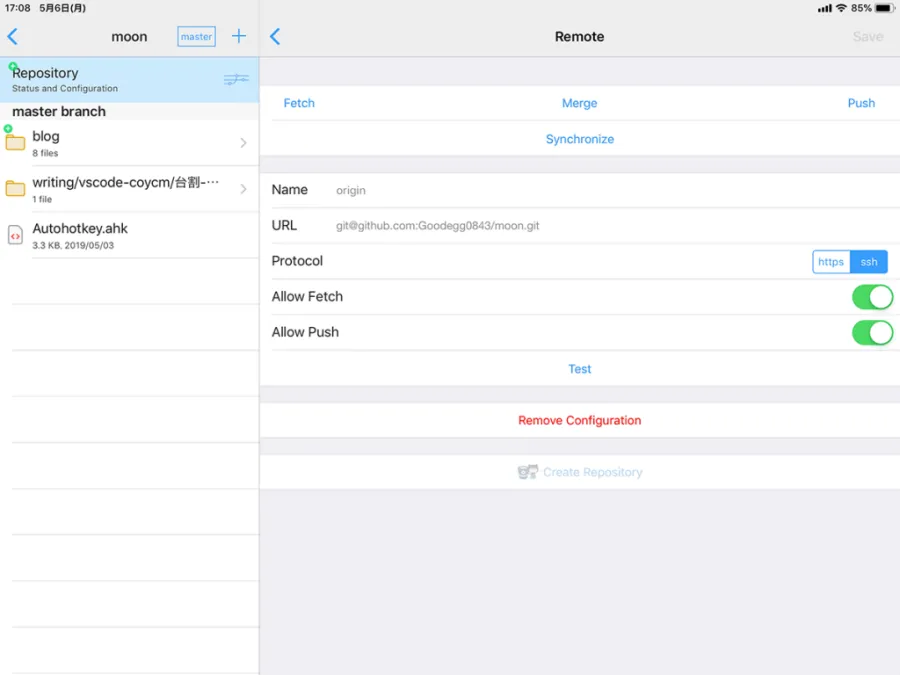 17:08 5月6日(月)
85%
moon
master
Remote
Save
Repository
Status and Configuration
master branch
blog
8 files
writing/vscode-coycm/台割-…
1 file
Autohotkey.ahk
3.3 KB, 2019/05/03
Fetch
Merge
Push
Synchronize
Name origin
URL git@github.com:Goodegg0843/moon.git
Protocol
https ssh
Allow Fetch
Allow Push
Test
Remove Configuration
Create Repository